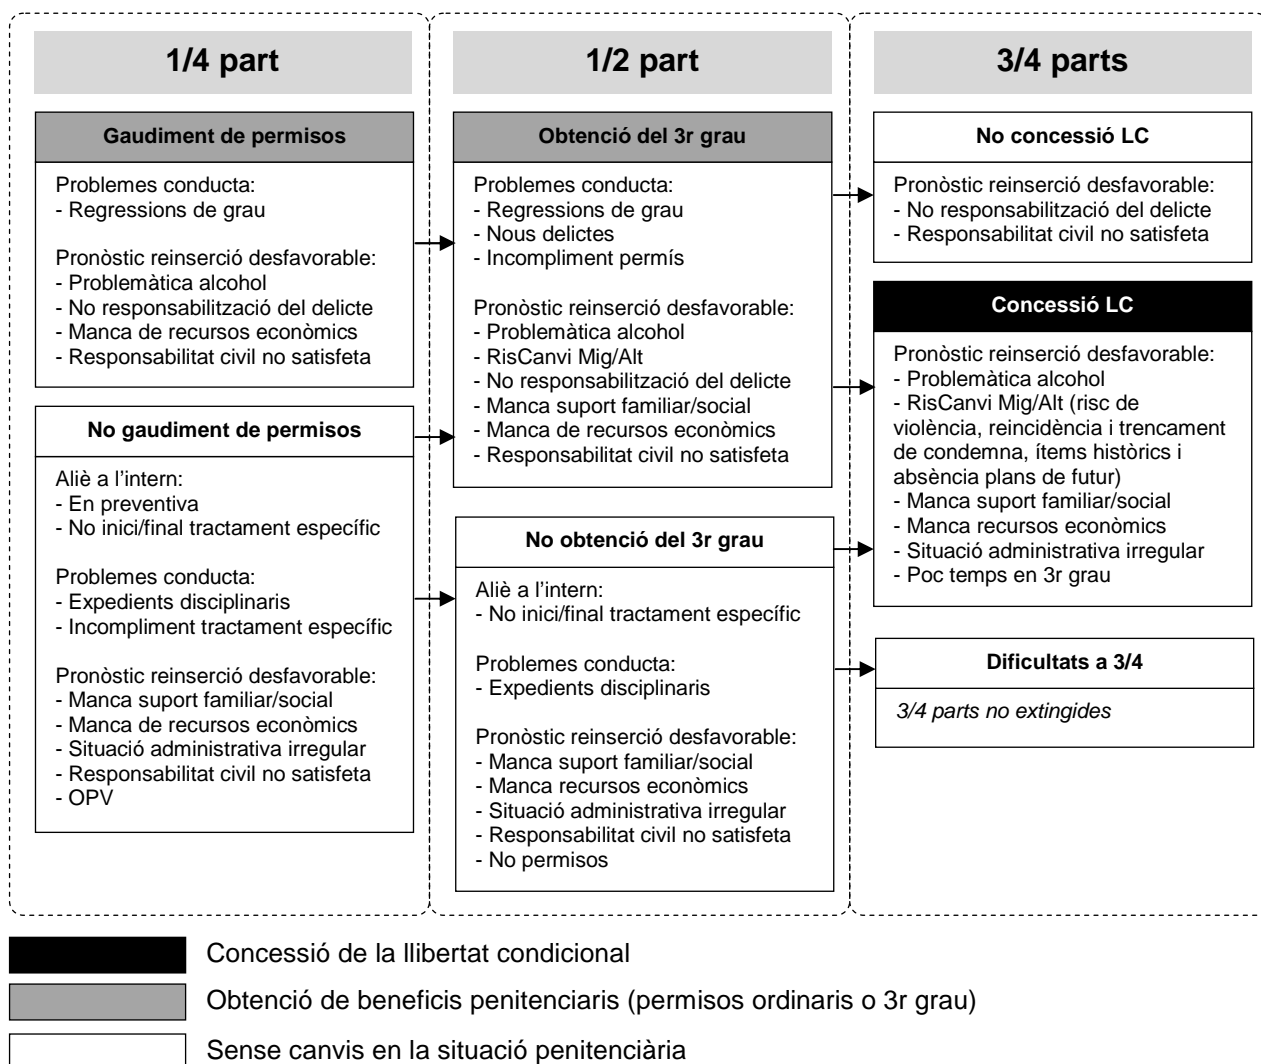 1/4 part
Gaudiment de permisos
Problemes conducta:
- Regressions de grau
Pronòstic reinserció desfavorable:
- Problemàtica alcohol
- No responsabilització del delicte
- Manca de recursos econòmics
- Responsabilitat civil no satisfeta
No gaudiment de permisos
Aliè a l’intern:
- En preventiva
- No inici/final tractament específic
Problemes conducta:
- Expedients disciplinaris
- Incompliment tractament específic
Pronòstic reinserció desfavorable:
- Manca suport familiar/social
- Manca de recursos econòmics
- Situació administrativa irregular
- Responsabilitat civil no satisfeta
- OPV
1/2 part
Obtenció del 3r grau
Problemes conducta:
- Regressions de grau
- Nous delictes
- Incompliment permís
Pronòstic reinserció desfavorable:
- Problemàtica alcohol
- RisCanvi Mig/Alt
- No responsabilització del delicte
- Manca suport familiar/social
- Manca de recursos econòmics
- Responsabilitat civil no satisfeta
No obtenció del 3r grau
Aliè a l’intern:
- No inici/final tractament específic
Problemes conducta:
- Expedients disciplinaris
Pronòstic reinserció desfavorable:
- Manca suport familiar/social
- Manca recursos econòmics
- Situació administrativa irregular
- Responsabilitat civil no satisfeta
- No permisos
3/4 parts
No concessió LC
Pronòstic reinserció desfavorable:
- No responsabilització del delicte
- Responsabilitat civil no satisfeta
Concessió LC
Pronòstic reinserció desfavorable:
- Problemàtica alcohol
- RisCanvi Mig/Alt (risc de
violència, reincidència i trencament
de condemna, ítems històrics i
absència plans de futur)
- Manca suport familiar/social
- Manca recursos econòmics
- Situació administrativa irregular
- Poc temps en 3r grau
Dificultats a 3/4
3/4 parts no extingides
Concessió de la llibertat condicional
Obtenció de beneficis penitenciaris (permisos ordinaris o 3r grau)
Sense canvis en la situació penitenciària